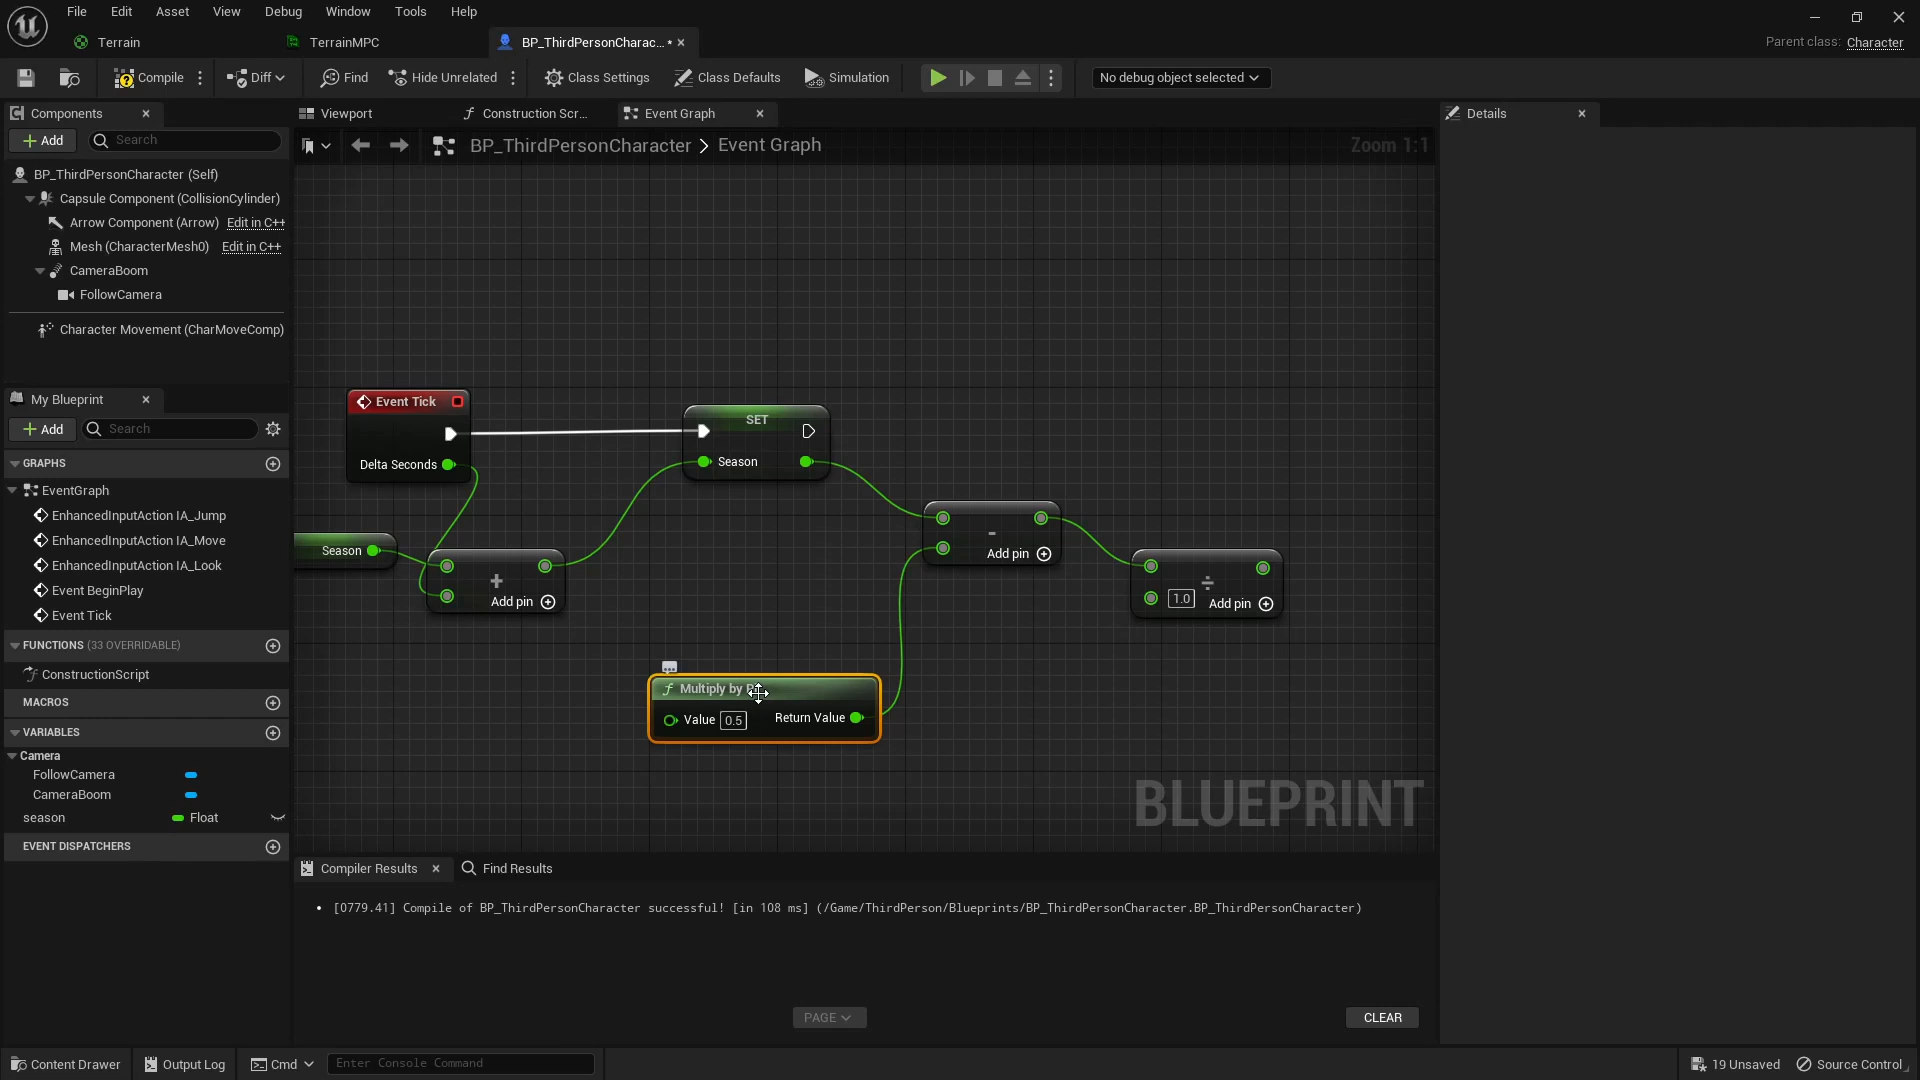 File Edit Asset View Debug Window Tools Help
Terrain TerrainMPC BP_ThirdPersonCharac... •
Parent class: Character
Compile Diff Find Hide Unrelated Class Settings Class Defaults Simulation No debug object selected
Components
Add Search
BP_ThirdPersonCharacter (Self)
Capsule Component (CollisionCylinder)
Arrow Component (Arrow) Edit in C++
Mesh (CharacterMesh0) Edit in C++
CameraBoom
FollowCamera
Character Movement (CharMoveComp)
My Blueprint
Add Search
GRAPHS
EventGraph
EnhancedInputAction IA_Jump
EnhancedInputAction IA_Move
EnhancedInputAction IA_Look
Event BeginPlay
Event Tick
FUNCTIONS (33 OVERRIDABLE)
ConstructionScript
MACROS
VARIABLES
Camera
FollowCamera
CameraBoom
season Float
EVENT DISPATCHERS
Viewport Construction Scr... Event Graph
BP_ThirdPersonCharacter > Event Graph Zoom 1:1
Event Tick
Delta Seconds
SET
Season
Season
+
Add pin
-
Add pin
÷
1.0 Add pin
Multiply by
Value 0.5 Return Value
BLUEPRINT
Compiler Results Find Results
• [0779.41] Compile of BP_ThirdPersonCharacter successful! [in 108 ms] (/Game/ThirdPerson/Blueprints/BP_ThirdPersonCharacter.BP_ThirdPersonCharacter)
PAGE CLEAR
Details
Content Drawer Output Log Cmd Enter Console Command 19 Unsaved Source Control